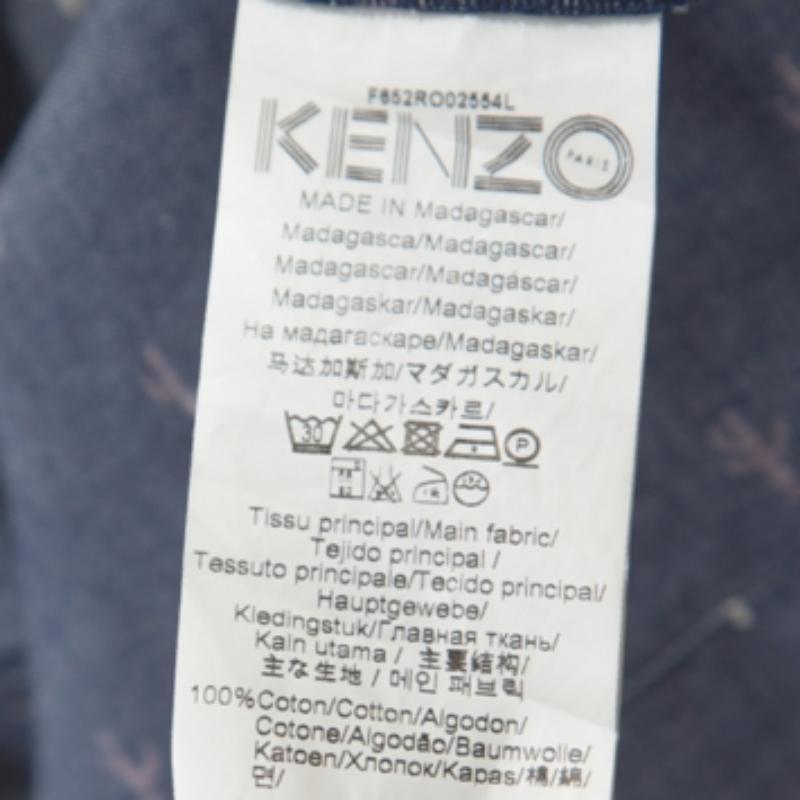 F652RO02554L
KENZO PARIS
MADE IN Madagascar/
Madagasca/Madagascar/
Madagascar/Madagáscar/
Madagaskar/Madagaskar/
На мадагаскаре/Madagaskar/
马达加斯加/マダガスカル/
마다가스카르/
30 P
Tissu principal/Main fabric/
Tejido principal /
Tessuto principale/Tecido principal/
Hauptgewebe/
Kledingstuk/Главная ткань/
Kain utama / 主要结构/
主な生地 / 메인 패브릭
100%Coton/Cotton/Algodon/
Cotone/Algodão/Baumwolle/
Katoen/Хлопок/Kapas/棉/綿/
면/